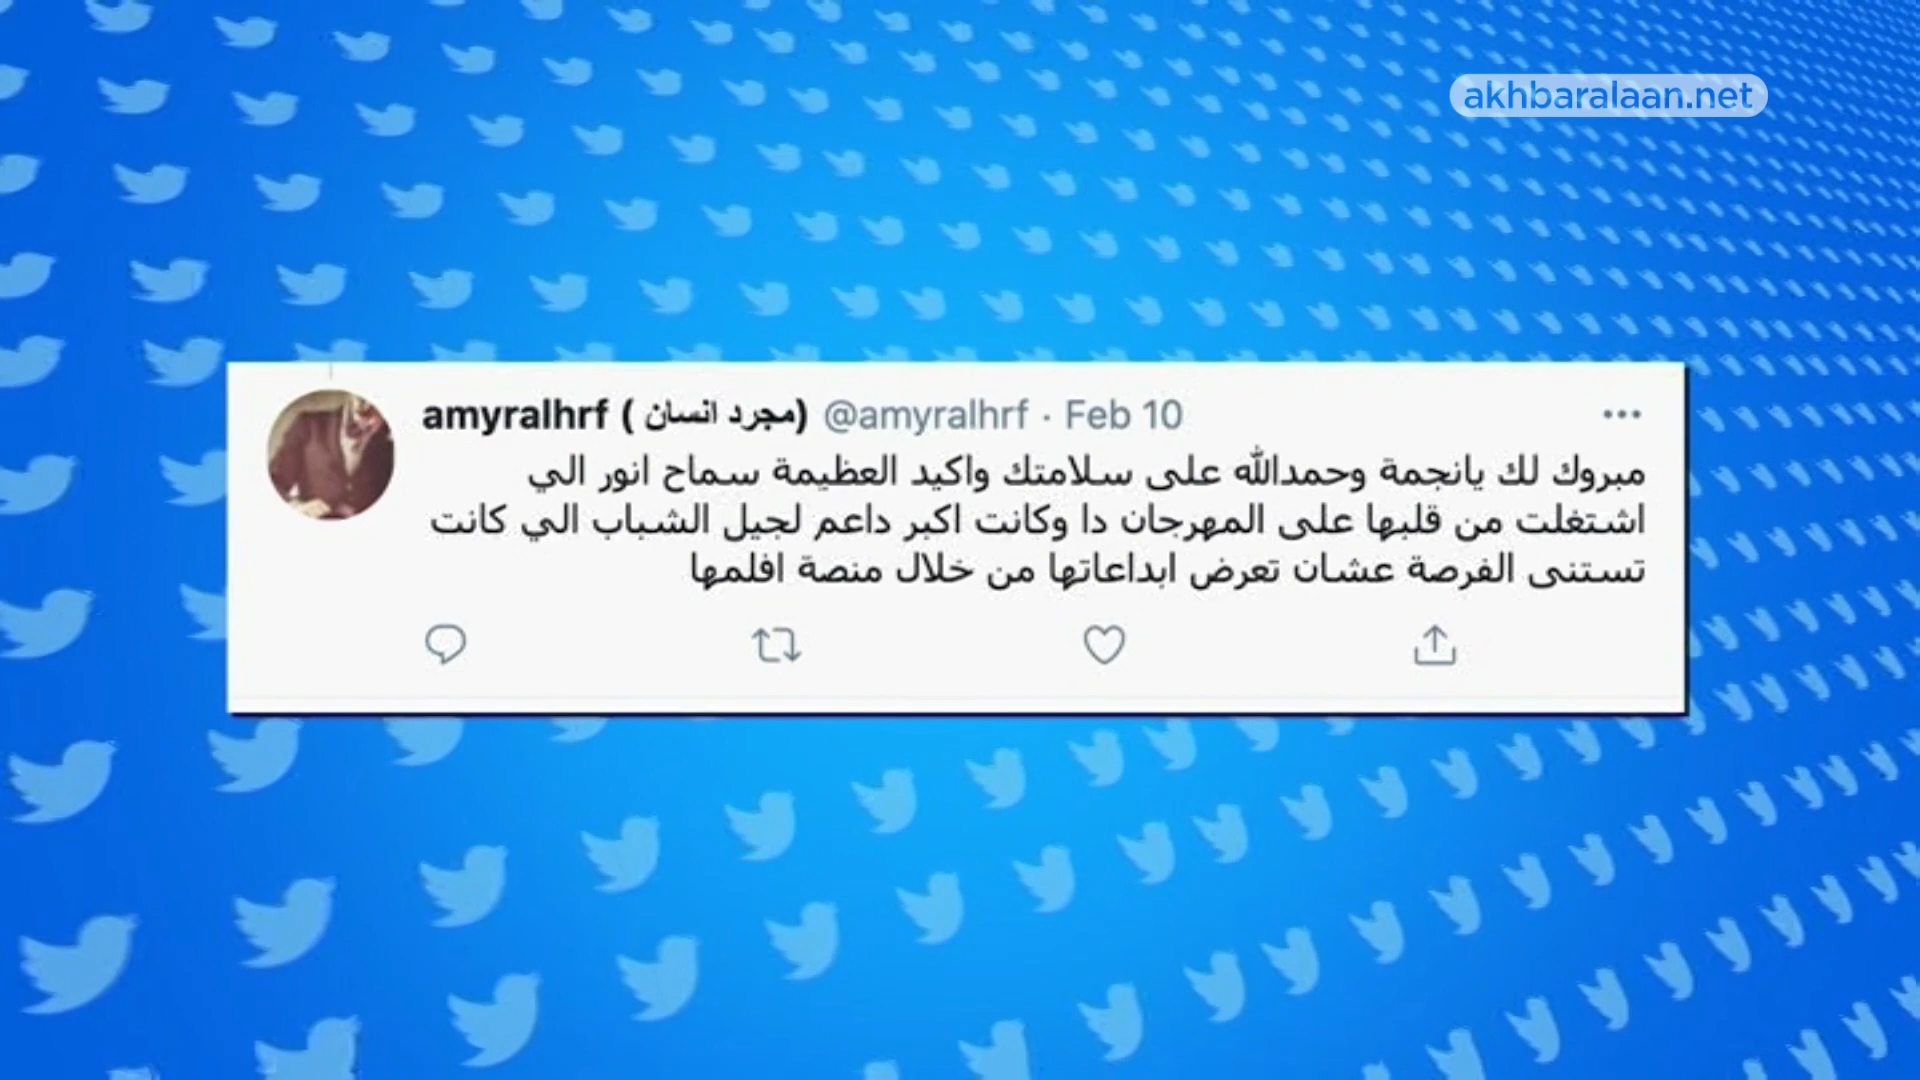 akhbaralaan.net
amyralhrf ( مجرد انسان) @amyralhrf · Feb 10
مبروك لك يانجمة وحمدالله على سلامتك واكيد العظيمة سماح انور الي
اشتغلت من قلبها على المهرجان دا وكانت اكبر داعم لجيل الشباب الي كانت
تستنى الفرصة عشان تعرض ابداعاتها من خلال منصة افلمها